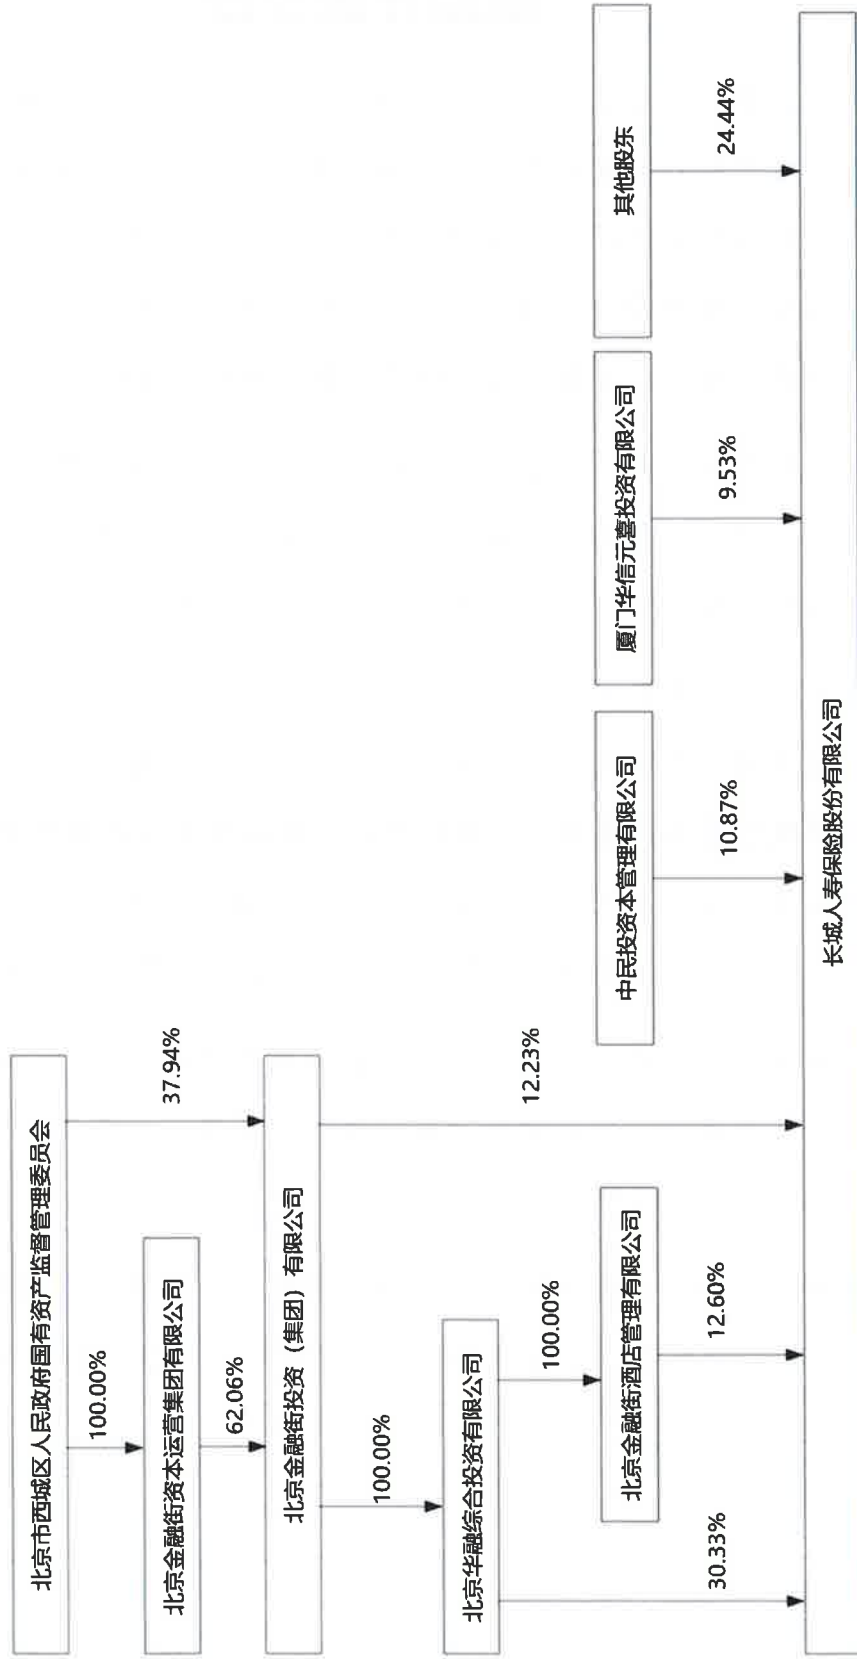 北京市西城区人民政府国有资产监督管理委员会
100.00%
37.94%
北京金融街资本运营集团有限公司
62.06%
北京金融街投资（集团）有限公司
100.00%
12.23%
北京华融综合投资有限公司
100.00%
北京金融街酒店管理有限公司
中民投资本管理有限公司
厦门华信元喜投资有限公司
其他股东
30.33%
12.60%
10.87%
9.53%
24.44%
长城人寿保险股份有限公司